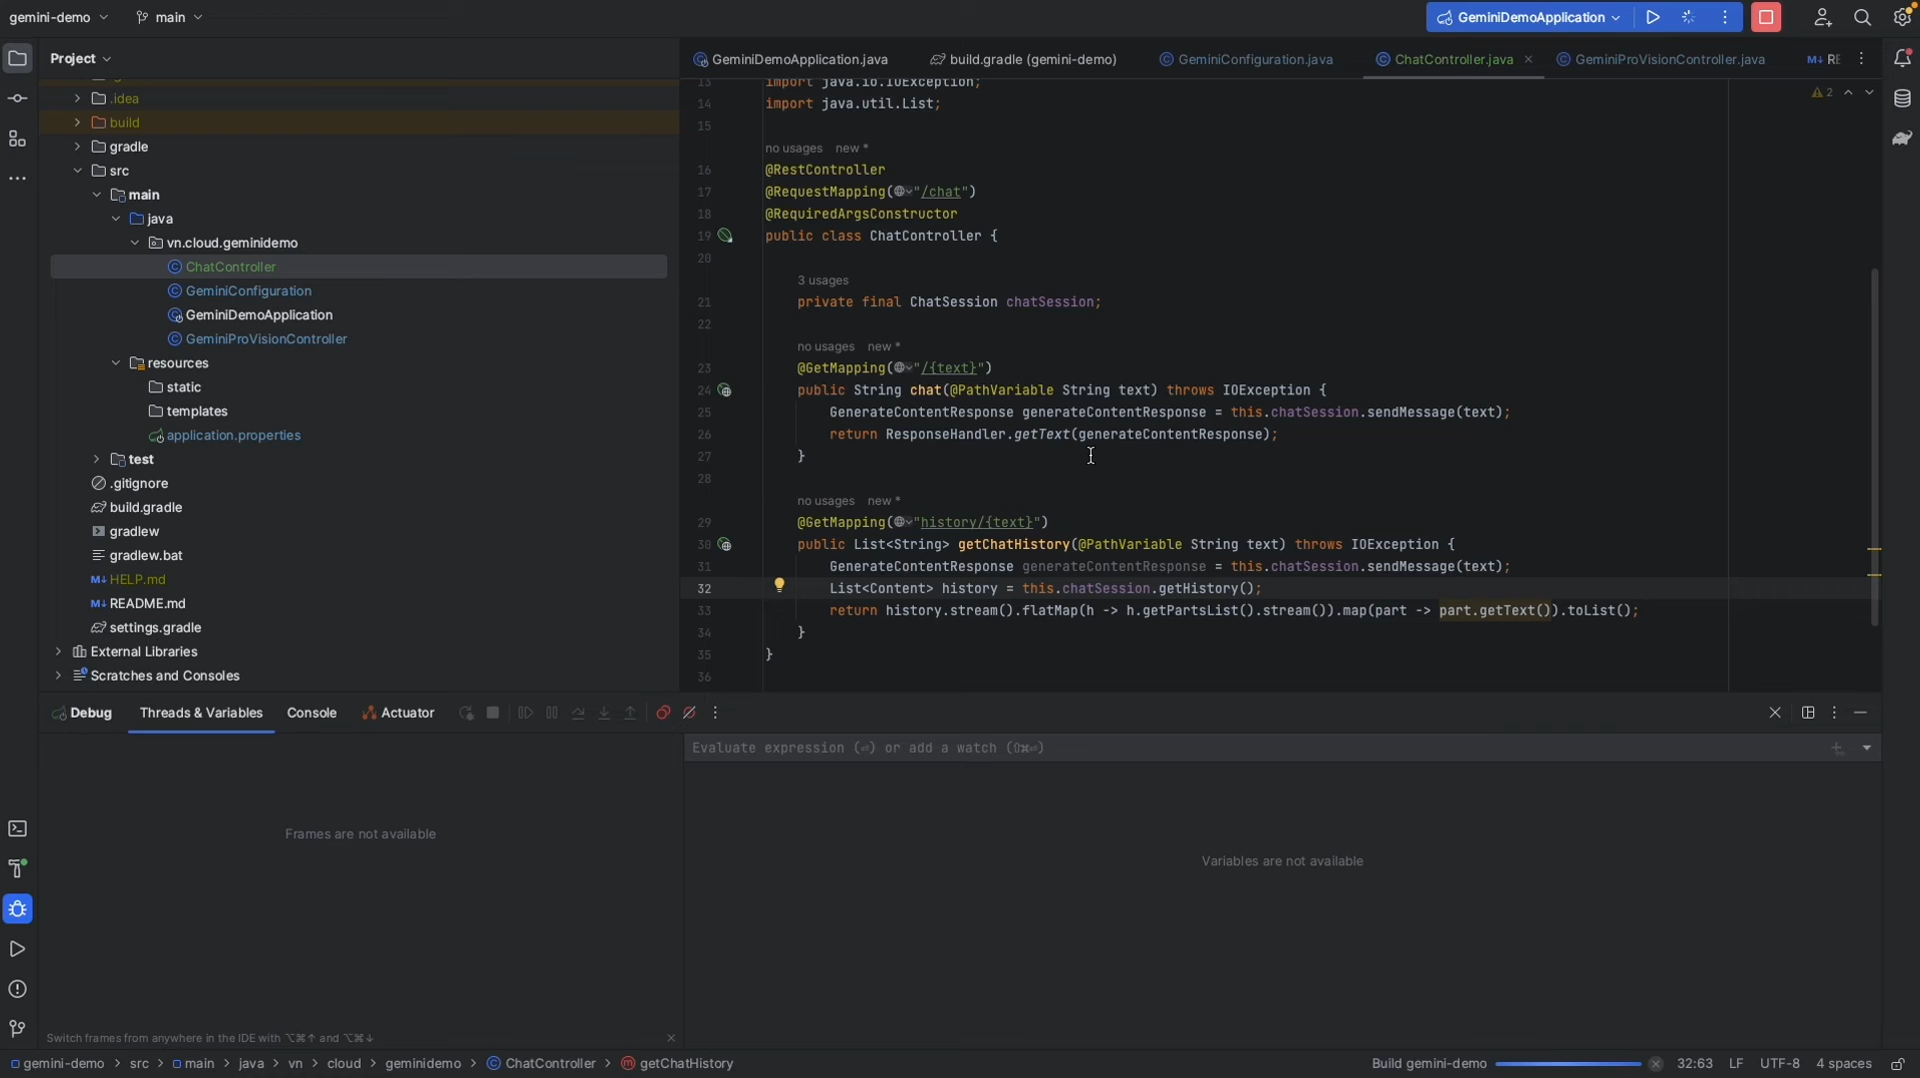 gemini-demo
main
GeminiDemoApplication
Project
.idea
build
gradle
src
main
java
vn.cloud.geminidemo
ChatController
GeminiConfiguration
GeminiDemoApplication
GeminiProVisionController
resources
static
templates
application.properties
test
.gitignore
build.gradle
gradlew
gradlew.bat
HELP.md
README.md
settings.gradle
External Libraries
Scratches and Consoles
GeminiDemoApplication.java
build.gradle (gemini-demo)
GeminiConfiguration.java
ChatController.java
GeminiProVisionController.java
RE
2
13 import java.io.IOException;
14 import java.util.List;
15
no usages new *
16 @RestController
17 @RequestMapping("/chat")
18 @RequiredArgsConstructor
19 public class ChatController {
20
3 usages
21 private final ChatSession chatSession;
22
no usages new *
23 @GetMapping("/{text}")
24 public String chat(@PathVariable String text) throws IOException {
25 GenerateContentResponse generateContentResponse = this.chatSession.sendMessage(text);
26 return ResponseHandler.getText(generateContentResponse);
27 }
28
no usages new *
29 @GetMapping("history/{text}")
30 public List<String> getChatHistory(@PathVariable String text) throws IOException {
31 GenerateContentResponse generateContentResponse = this.chatSession.sendMessage(text);
32 List<Content> history = this.chatSession.getHistory();
33 return history.stream().flatMap(h -> h.getPartsList().stream()).map(part -> part.getText()).toList();
34 }
35 }
36
Debug
Threads & Variables
Console
Actuator
Evaluate expression (⏎) or add a watch (⇧⌘⏎)
Frames are not available
Variables are not available
Switch frames from anywhere in the IDE with ⌥⌘↑ and ⌥⌘↓
gemini-demo > src > main > java > vn > cloud > geminidemo > ChatController > getChatHistory
Build gemini-demo
32:63 LF UTF-8 4 spaces